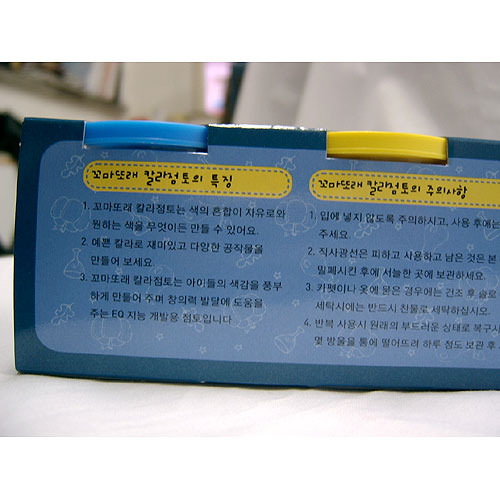 꼬마또래 칼라점토의 특징
1. 꼬마또래 칼라점토는 색의 혼합이 자유로와
원하는 색을 무엇이든 만들 수 있어요.
2. 예쁜 칼라로 재미있고 다양한 공작물을
만들어 보세요.
3. 꼬마또래 칼라점토는 아이들의 색감을 풍부
하게 만들어 주며 창의력 발달에 도움을
주는 EQ 지능 개발용 점토입니다.
꼬마또래 칼라점토의 주의사항
1. 입에 넣지 않도록 주의하시고, 사용 후에는
주세요.
2. 직사광선은 피하고 사용하고 남은 것은 본
밀폐시킨 후에 서늘한 곳에 보관하세요.
3. 카펫이나 옷에 묻은 경우에는 건조 후 솔로
세탁시에는 반드시 찬물로 세탁하십시오.
4. 반복 사용시 원래의 부드러운 상태로 복구시
몇 방울을 통에 떨어뜨려 하루 정도 보관 후